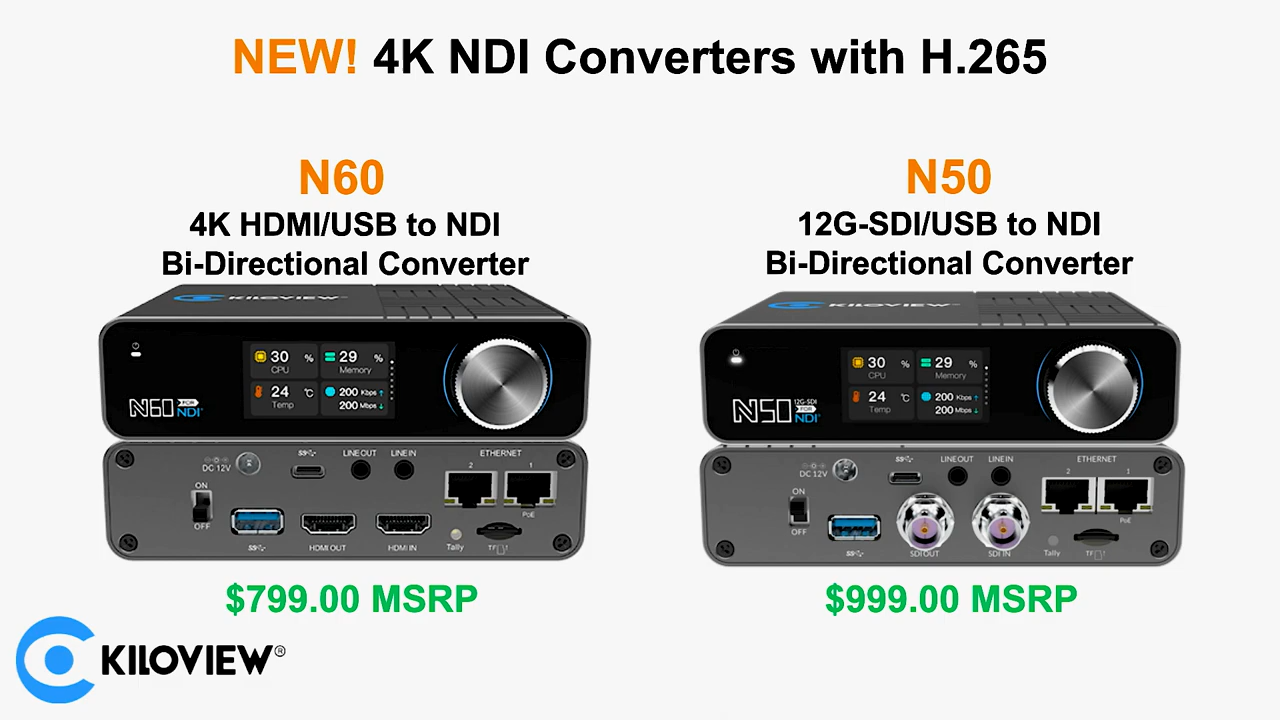 NEW! 4K NDI Converters with H.265
N60
4K HDMI/USB to NDI
Bi-Directional Converter
KILOVIEW
30 %
CPU
29 %
Memory
24 °C
Temp
200 Kbps ↑
200 Mbps ↓
N60 FOR NDI®
DC 12V
LINE OUT
LINE IN
ETHERNET
2
1
ON
OFF
PoE
HDMI OUT
HDMI IN
Tally
TF
$799.00 MSRP
N50
12G-SDI/USB to NDI
Bi-Directional Converter
KILOVIEW
30 %
CPU
29 %
Memory
24 °C
Temp
200 Kbps ↑
200 Mbps ↓
N50 12G-SDI FOR NDI®
DC 12V
LINE OUT
LINE IN
ETHERNET
2
1
ON
OFF
PoE
SDI OUT
SDI IN
Tally
TF
$999.00 MSRP
KILOVIEW®